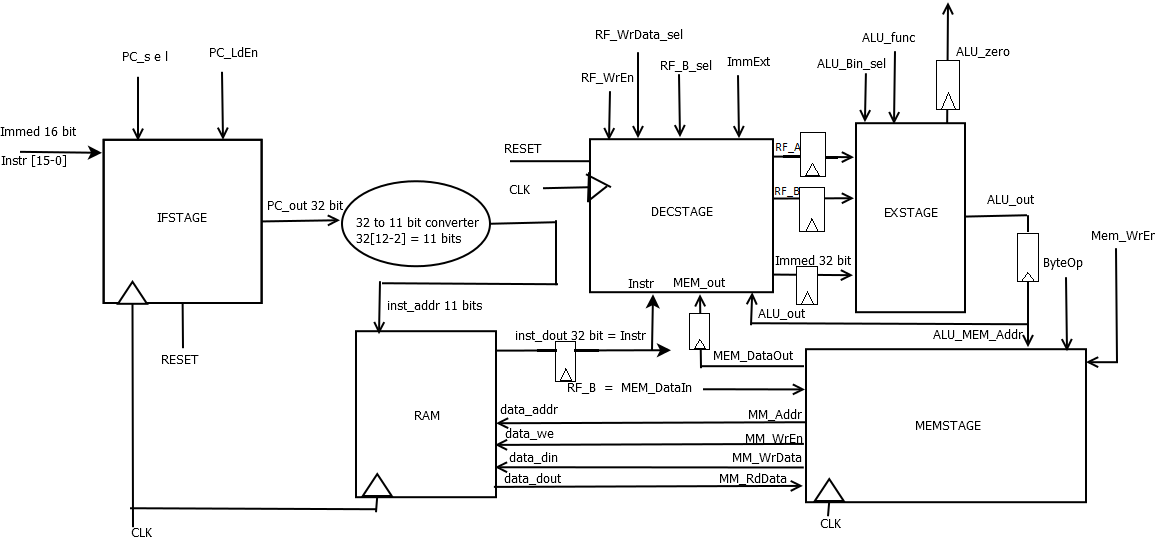 PC_s e l
PC_LdEn
RF_WrData_sel
RF_WrEn
RF_B_sel
ImmExt
ALU_func
ALU_Bin_sel
ALU_zero
Immed 16 bit
Instr [15-0]
IFSTAGE
PC_out 32 bit
32 to 11 bit converter
32[12-2] = 11 bits
RESET
CLK
DECSTAGE
RF_A
RF_B
Immed 32 bit
EXSTAGE
ALU_out
Mem_WrEr
ByteOp
Instr
MEM_out
ALU_out
ALU_MEM_Addr
inst_addr 11 bits
inst_dout 32 bit = Instr
RESET
MEM_DataOut
RF_B = MEM_DataIn
RAM
data_addr
MM_Addr
data_we
MM_WrEn
data_din
MM_WrData
data_dout
MM_RdData
MEMSTAGE
CLK
CLK